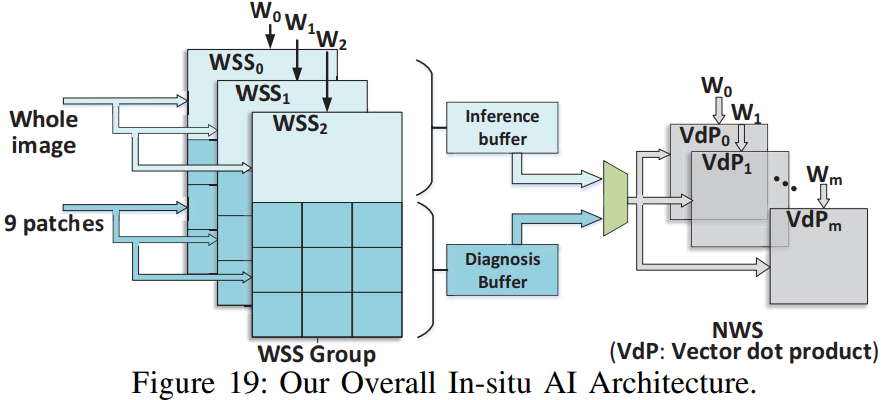 W0
W1
W2
WSS0
WSS1
WSS2
Whole
image
9 patches
WSS Group
Inference
buffer
Diagnosis
Buffer
W0
W1
Wm
VdP0
VdP1
VdPm
NWS
(VdP: Vector dot product)
Figure 19: Our Overall In-situ AI Architecture.